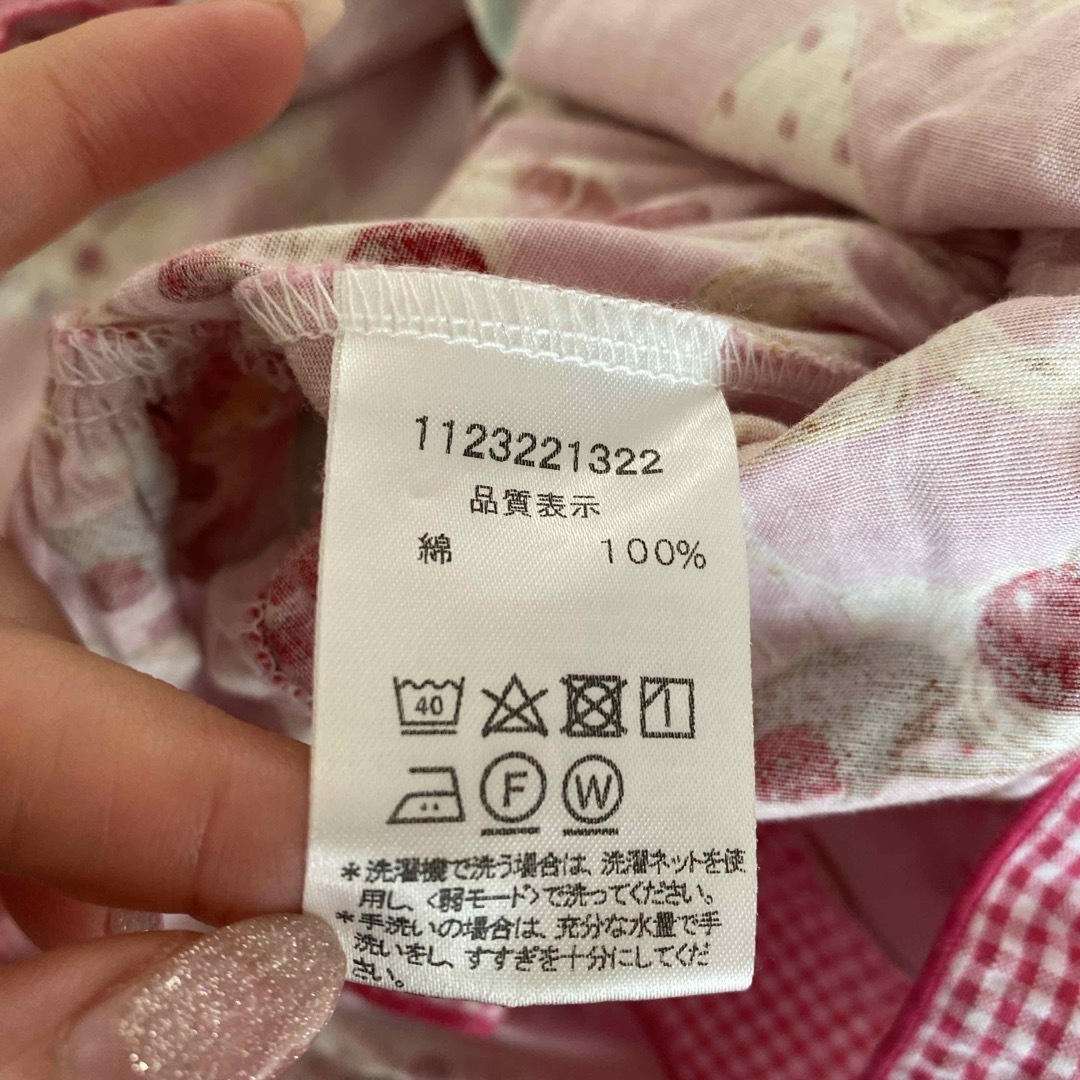 1123221322
品質表示
綿 100%
40
F W
*洗濯機で洗う場合は、洗濯ネットを使
用し、〈弱モード〉で洗ってください。
*手洗いの場合は、充分な水量で手
洗いをし、すすぎを十分にしてくだ
さい。